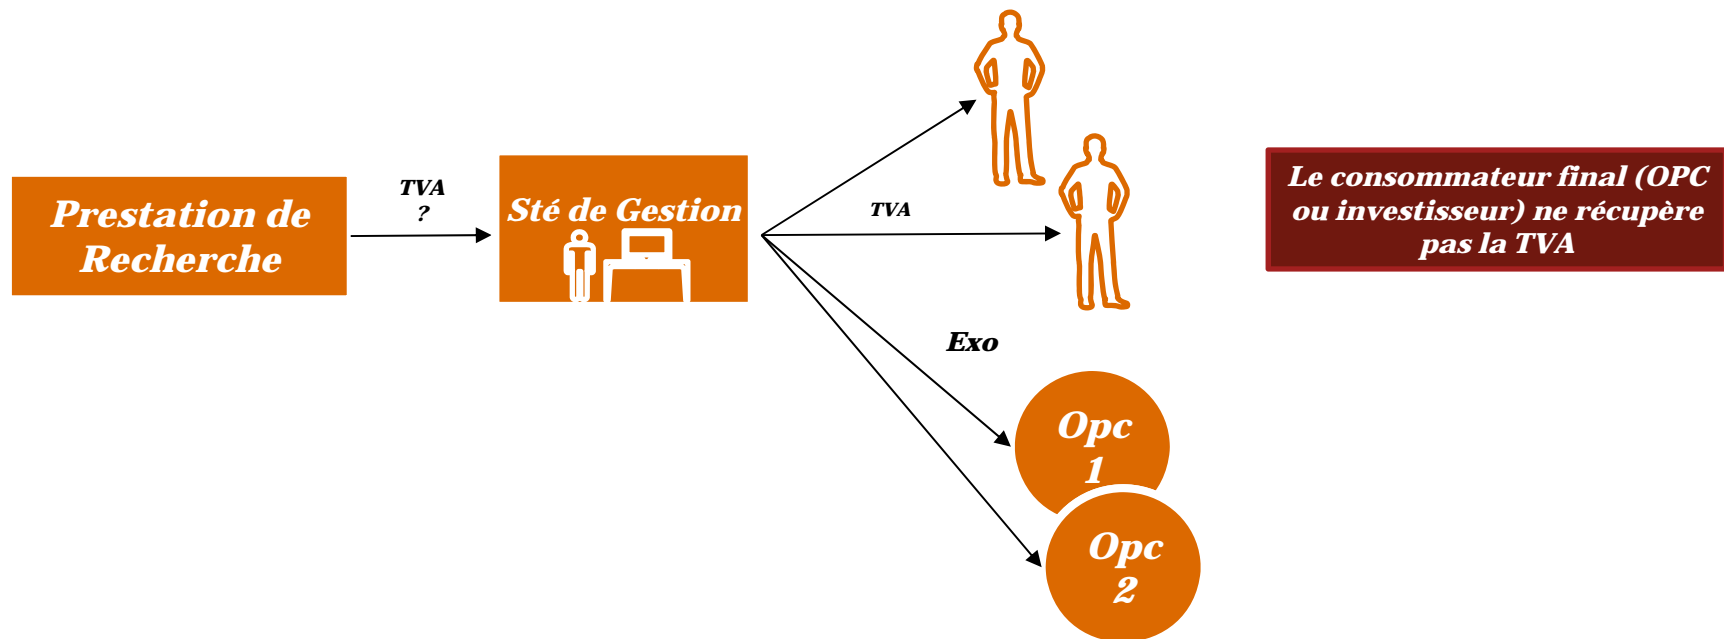 Prestation de
Recherche
TVA
?
Sté de Gestion
TVA
Exo
Opc
1
Opc
2
Le consommateur final (OPC
ou investisseur) ne récupère
pas la TVA